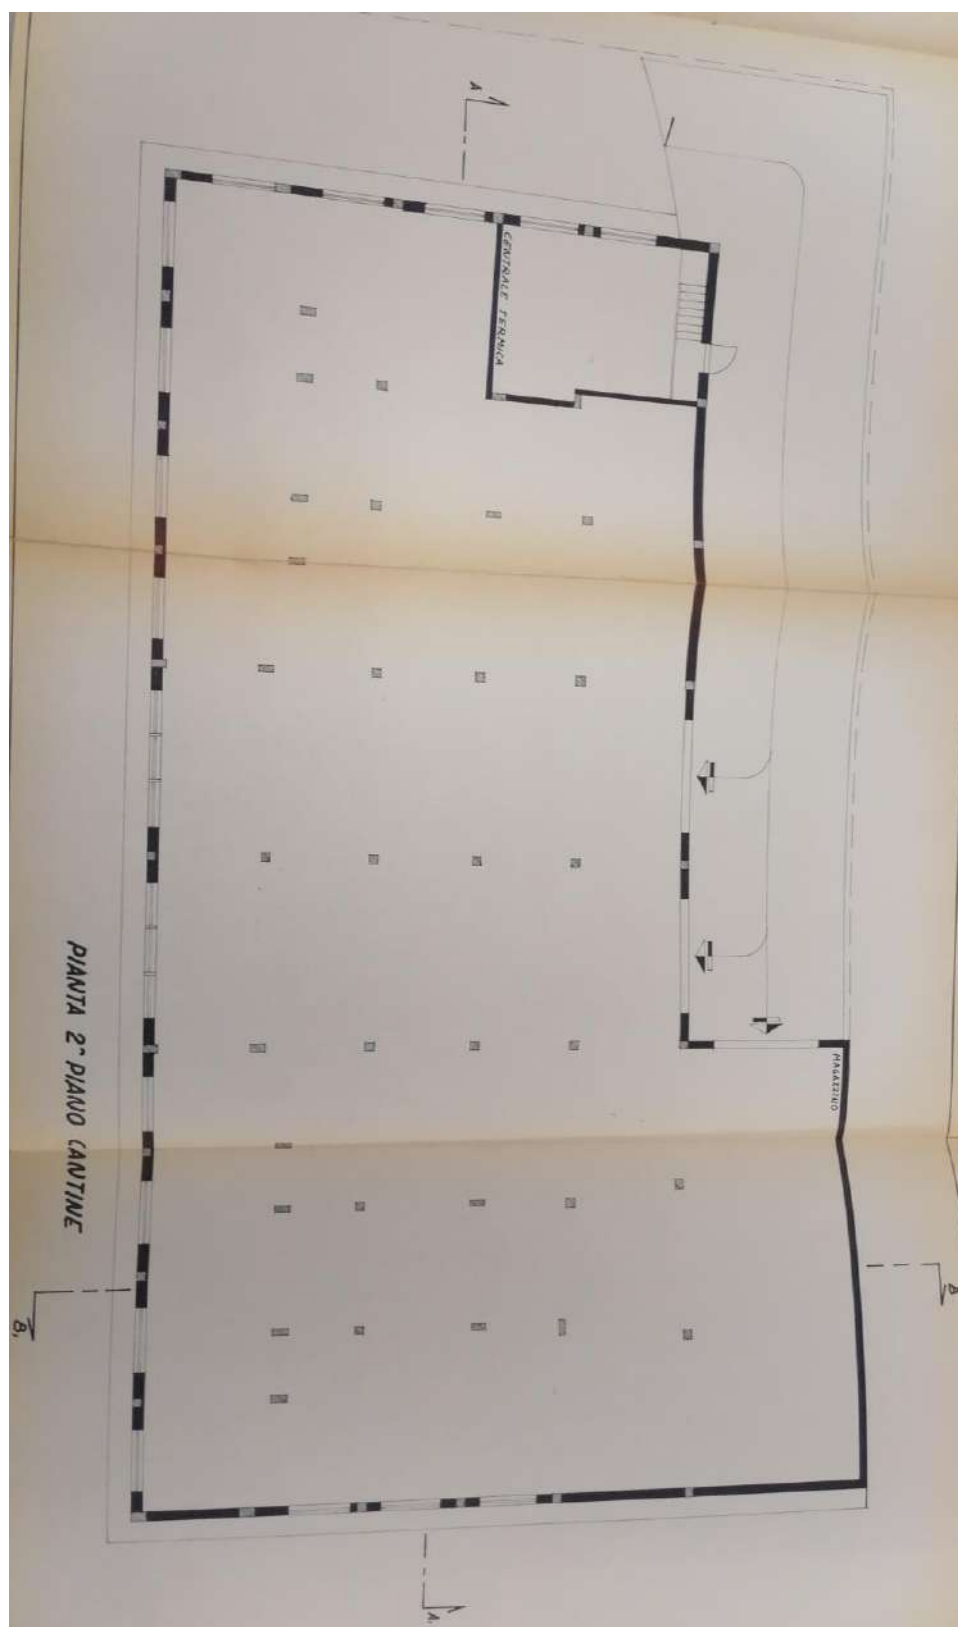 A
CENTRALE TERMICA
MAGAZZINO
PIANTA 2° PIANO CANTINE
B
B,
A,